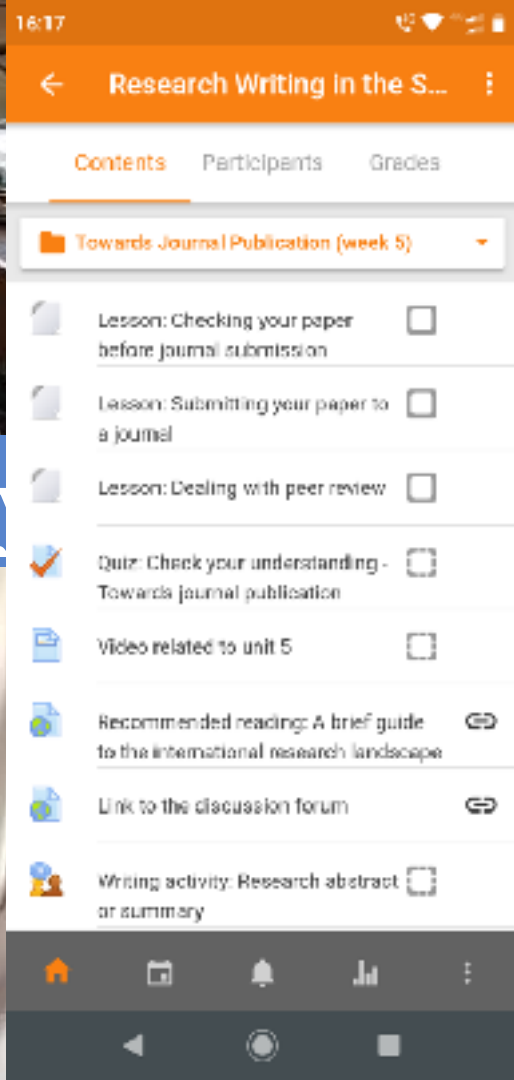 16:17
Research Writing in the S...
Contents Participants Grades
Towards Journal Publication (week 5)
Lesson: Checking your paper
before journal submission
Lesson: Submitting your paper to
a journal
Lesson: Dealing with peer review
Quiz: Check your understanding -
Towards journal publication
Video related to unit 5
Recommended reading: A brief guide
to the international research landscape
Link to the discussion forum
Writing activity: Research abstract
or summary